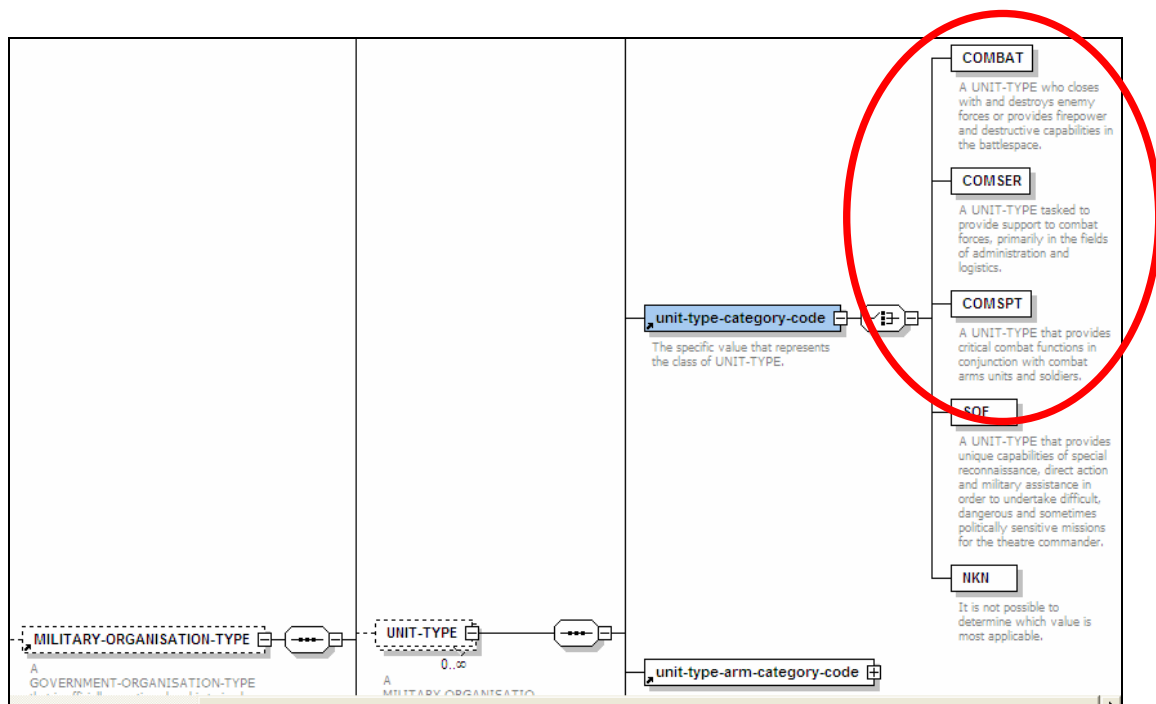 COMBAT
A UNIT-TYPE who closes
with and destroys enemy
forces or provides firepower
and destructive capabilities in
the battlespace.
COMSER
A UNIT-TYPE tasked to
provide support to combat
forces, primarily in the fields
of administration and
logistics.
COMSPT
A UNIT-TYPE that provides
critical combat functions in
conjunction with combat
arms units and soldiers.
unit-type-category-code
The specific value that represents
the class of UNIT-TYPE.
SOF
A UNIT-TYPE that provides
unique capabilities of special
reconnaissance, direct action
and military assistance in
order to undertake difficult,
dangerous and sometimes
politically sensitive missions
for the theatre commander.
NKN
It is not possible to
determine which value is
most applicable.
MILITARY-ORGANISATION-TYPE
A
GOVERNMENT-ORGANISATION-TYPE
UNIT-TYPE
0..∞
A
MILITARY-ORGANISATIO
unit-type-arm-category-code